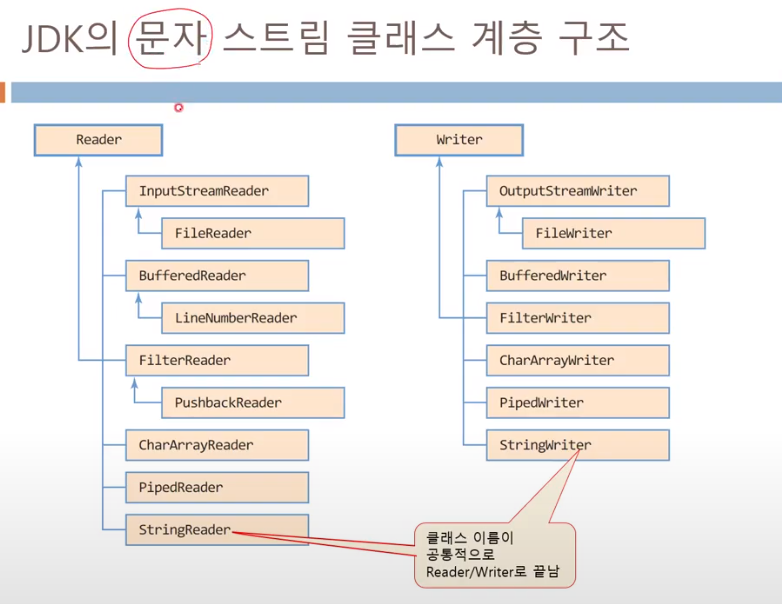 JDK의 문자 스트림 클래스 계층 구조
Reader
InputStreamReader
FileReader
BufferedReader
LineNumberReader
FilterReader
PushbackReader
CharArrayReader
PipedReader
StringReader
Writer
OutputStreamWriter
FileWriter
BufferedWriter
FilterWriter
CharArrayWriter
PipedWriter
StringWriter
클래스 이름이
공통적으로
Reader/Writer로 끝남